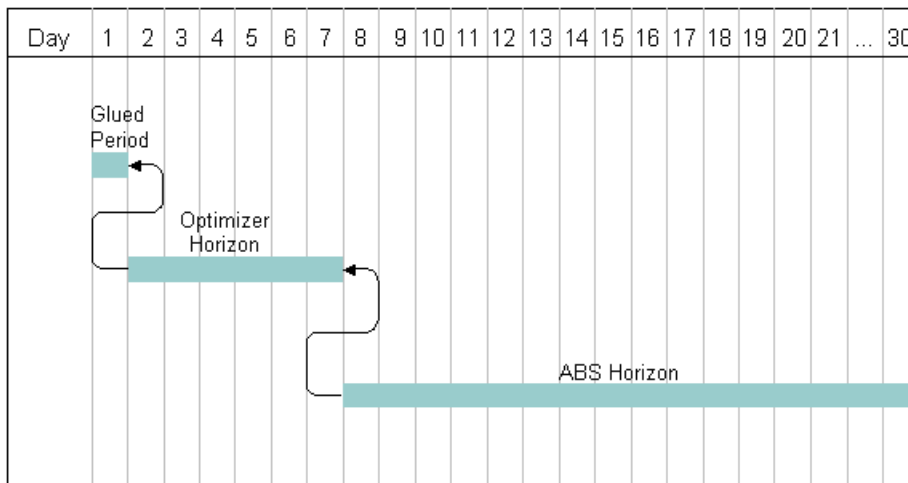 Day 1 2 3 4 5 6 7 8 9 10 11 12 13 14 15 16 17 18 19 20 21 ... 30
Glued
Period
Optimizer
Horizon
ABS Horizon